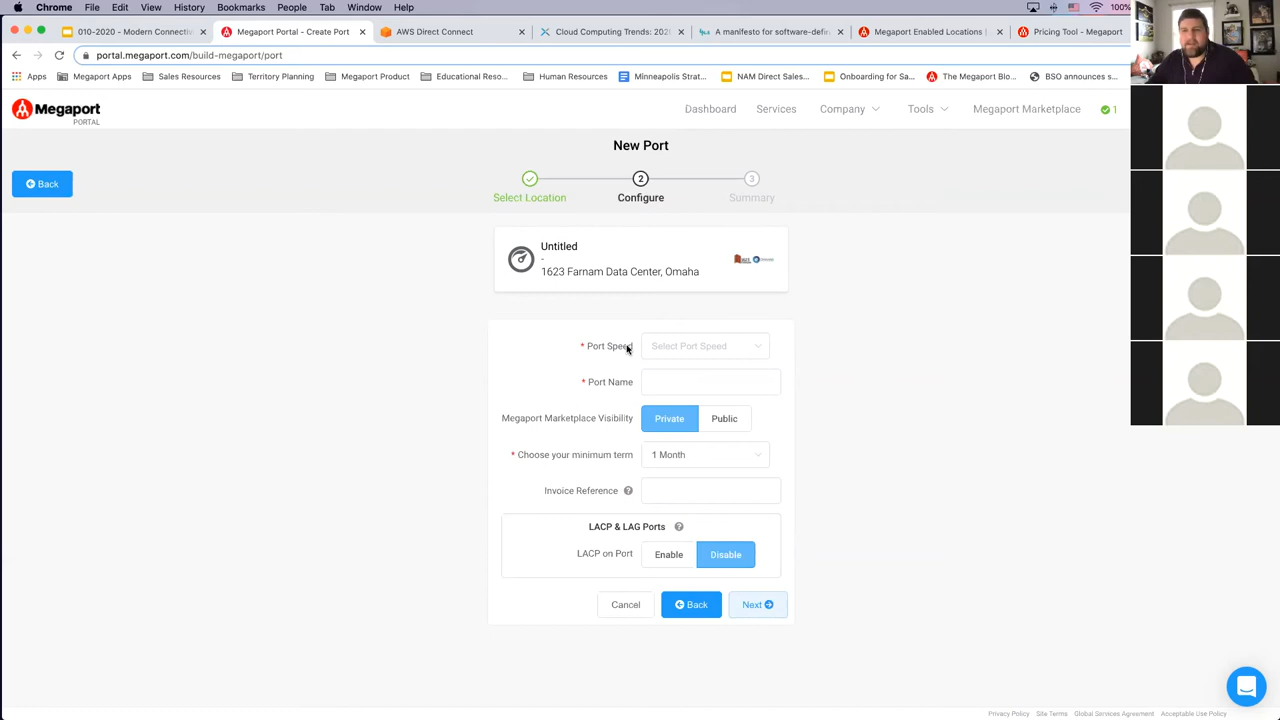 Chrome File Edit View History Bookmarks People Tab Window Help 100%
010-2020 - Modern Connectiv
Megaport Portal - Create Port
AWS Direct Connect
Cloud Computing Trends: 202
A manifesto for software-defin
Megaport Enabled Locations |
Pricing Tool - Megaport
portal.megaport.com/build-megaport/port
Apps Megaport Apps Sales Resources Territory Planning Megaport Product Educational Reso... Human Resources Minneapolis Strat... NAM Direct Sales... Onboarding for Sa... The Megaport Blo... BSO announces s...
Megaport
PORTAL
Dashboard Services Company Tools Megaport Marketplace 1
New Port
Back
2 3
Select Location Configure Summary
Untitled
-
1623 Farnam Data Center, Omaha
* Port Speed Select Port Speed
* Port Name
Megaport Marketplace Visibility Private Public
* Choose your minimum term 1 Month
Invoice Reference ?
LACP & LAG Ports ?
LACP on Port Enable Disable
Cancel Back Next
Privacy Policy Site Terms Global Services Agreement Acceptable Use Policy